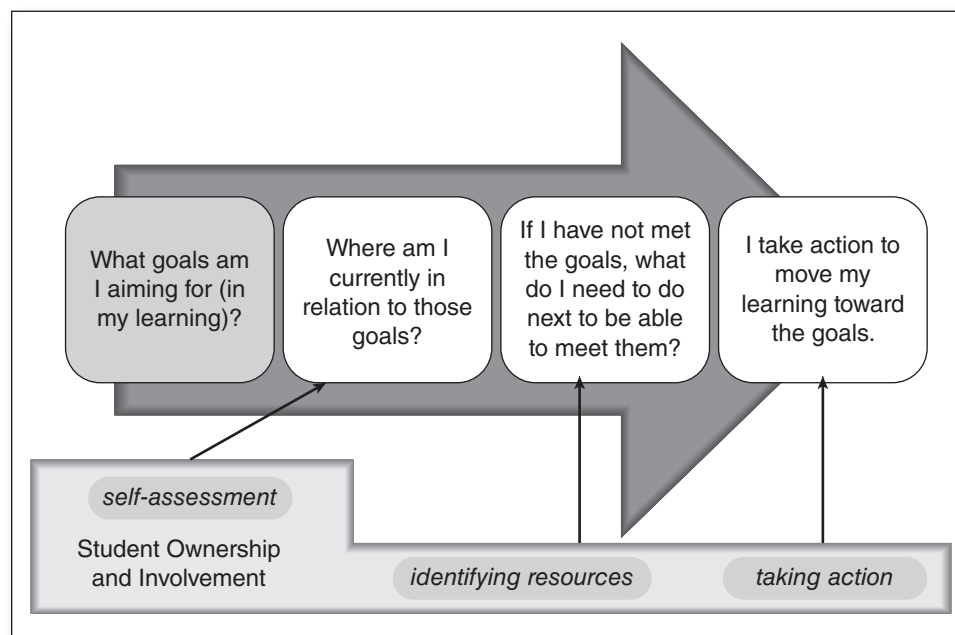 What goals am
I aiming for (in
my learning)?
Where am I
currently in
relation to those
goals?
If I have not met
the goals, what
do I need to do
next to be able
to meet them?
I take action to
move my
learning toward
the goals.
self-assessment
Student Ownership
and Involvement
identifying resources
taking action